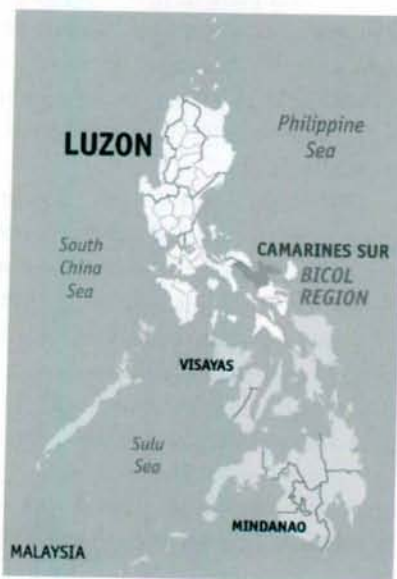 Philippine
Sea
LUZON
South
China
Sea
CAMARINES SUR
BICOL
REGION
VISAYAS
Sulu
Sea
MINDANAO
MALAYSIA